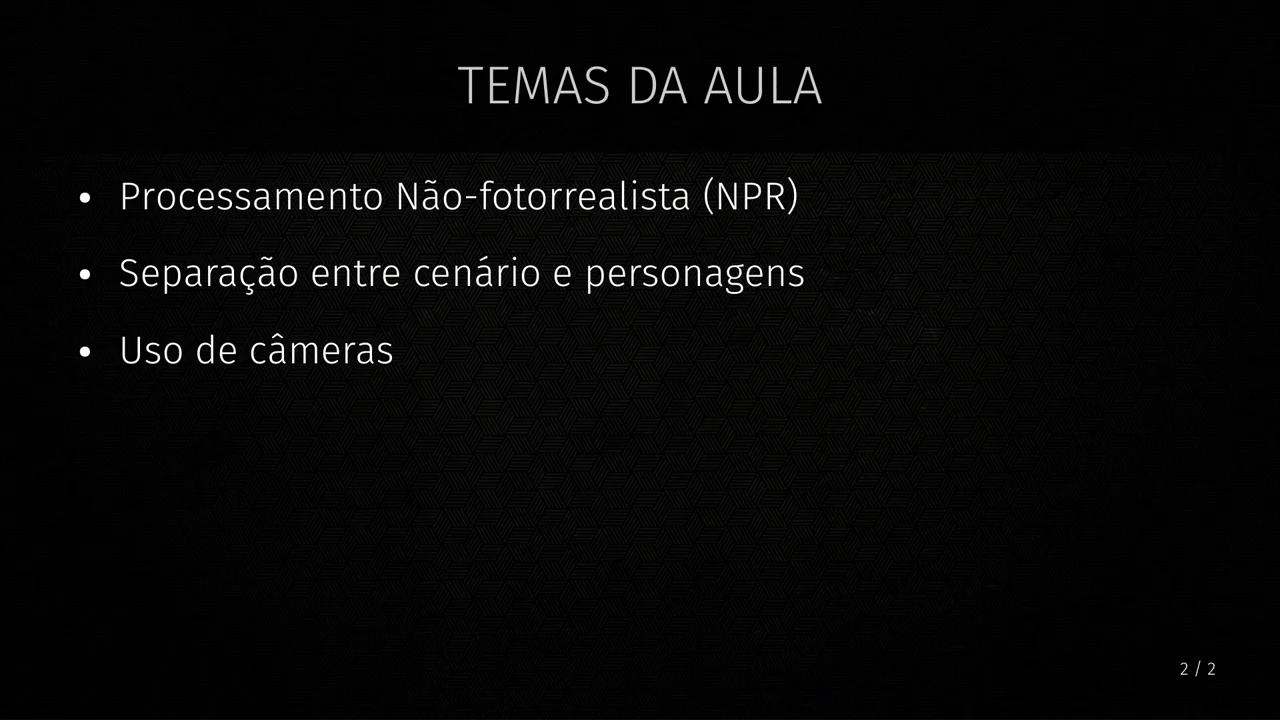 TEMAS DA AULA
• Processamento Não-fotorrealista (NPR)
• Separação entre cenário e personagens
• Uso de câmeras
2 / 2